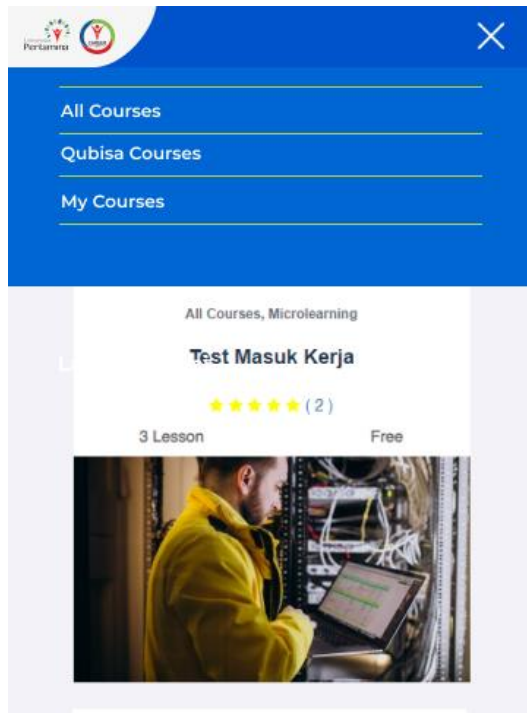 Pertamina
All Courses
Qubisa Courses
My Courses
All Courses, Microlearning
Test Masuk Kerja
( 2 )
3 Lesson Free